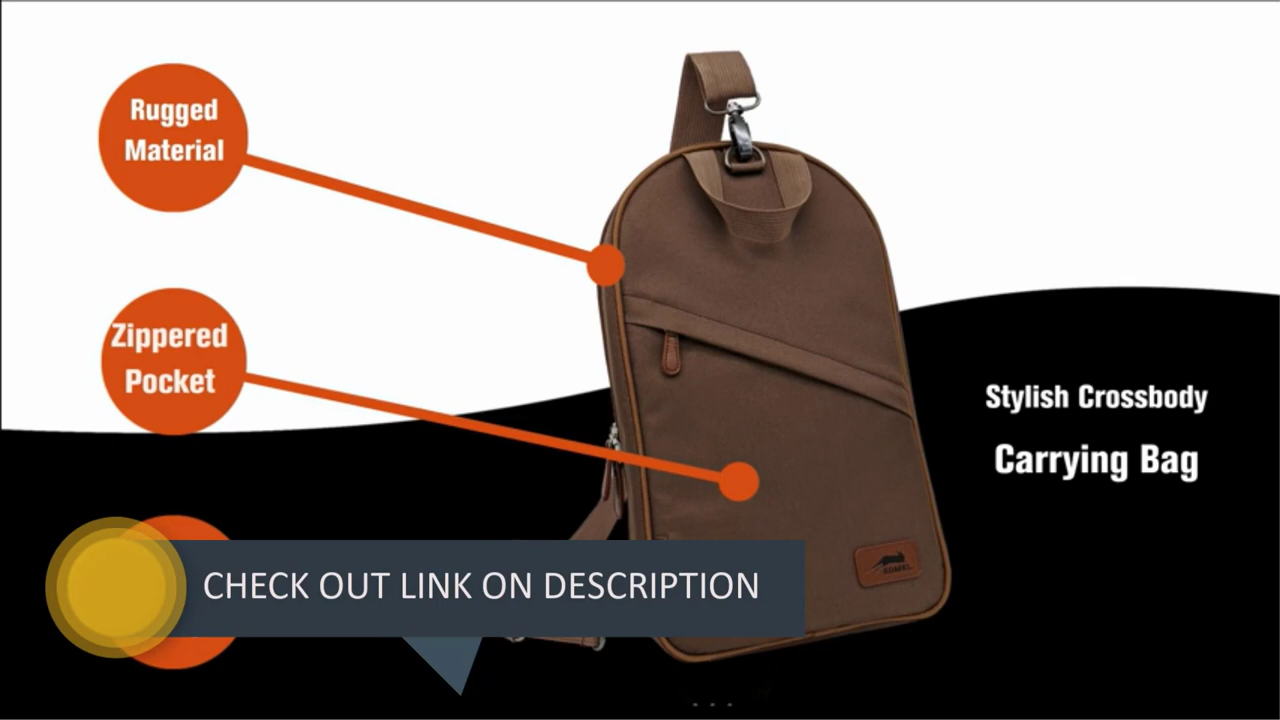 Rugged
Material
Zippered
Pocket
Stylish Crossbody
Carrying Bag
CHECK OUT LINK ON DESCRIPTION